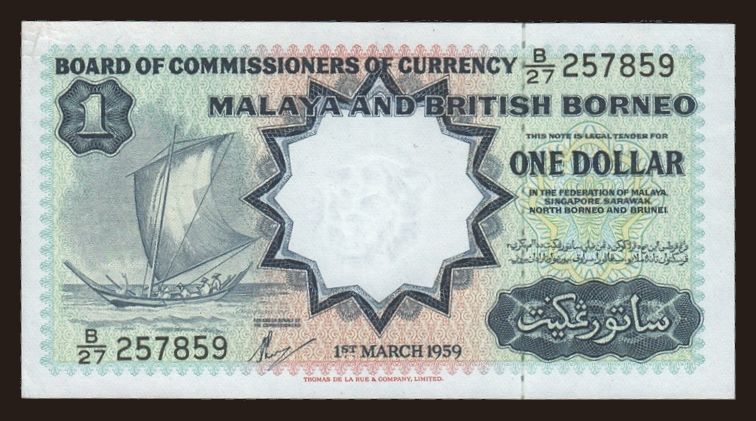 BOARD OF COMMISSIONERS OF CURRENCY B/27 257859
MALAYA AND BRITISH BORNEO
1
THIS NOTE IS LEGAL TENDER FOR
ONE DOLLAR
IN THE FEDERATION OF MALAYA,
SINGAPORE, SARAWAK,
NORTH BORNEO AND BRUNEI.
ساتو رڠݢيت
B/27 257859
1ST MARCH 1959
THOMAS DE LA RUE & COMPANY, LIMITED.